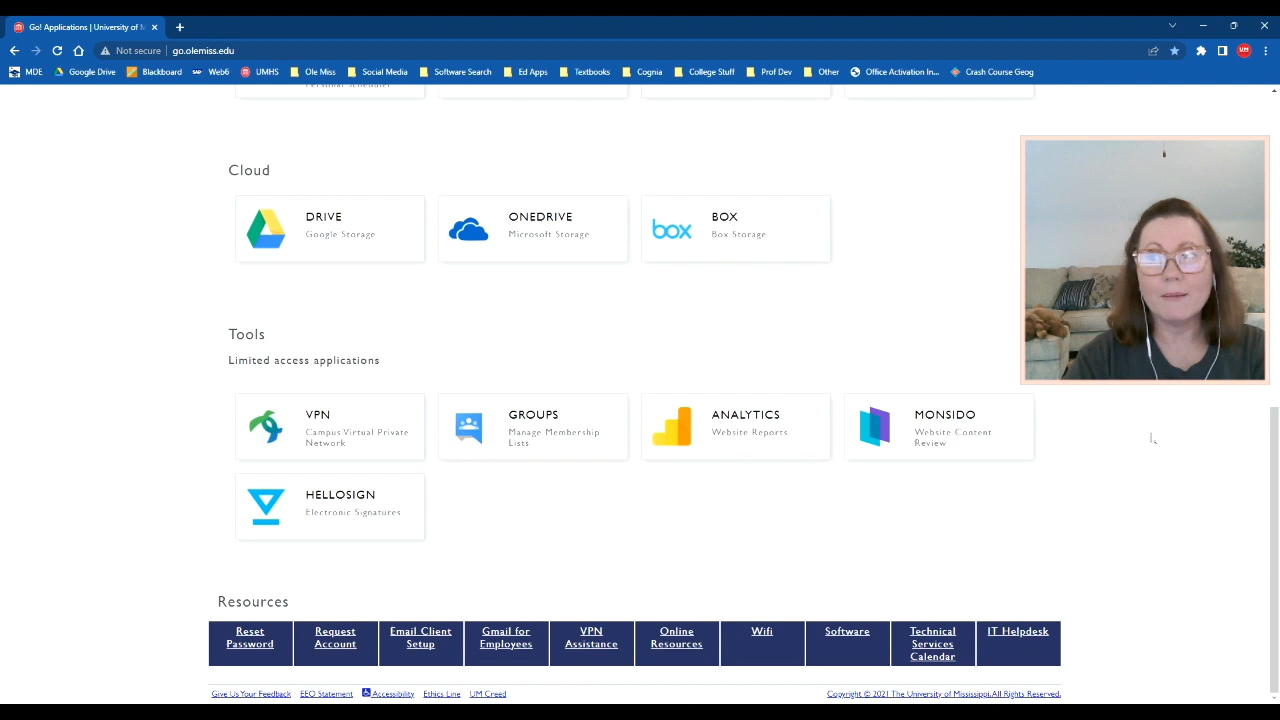 Go! Applications | University of M
Not secure | go.olemiss.edu
MDE Google Drive Blackboard Web6 UMHS Ole Miss Social Media Software Search Ed Apps Textbooks Cognia College Stuff Prof Dev Other Office Activation In... Crash Course Geog
Personal Scheduler
Cloud
DRIVE
Google Storage
ONEDRIVE
Microsoft Storage
box
BOX
Box Storage
Tools
Limited access applications
VPN
Campus Virtual Private
Network
GROUPS
Manage Membership
Lists
ANALYTICS
Website Reports
MONSIDO
Website Content
Review
HELLOSIGN
Electronic Signatures
Resources
Reset
Password
Request
Account
Email Client
Setup
Gmail for
Employees
VPN
Assistance
Online
Resources
Wifi
Software
Technical
Services
Calendar
IT Helpdesk
Give Us Your Feedback EEO Statement Accessibility Ethics Line UM Creed
Copyright © 2021 The University of Mississippi. All Rights Reserved.